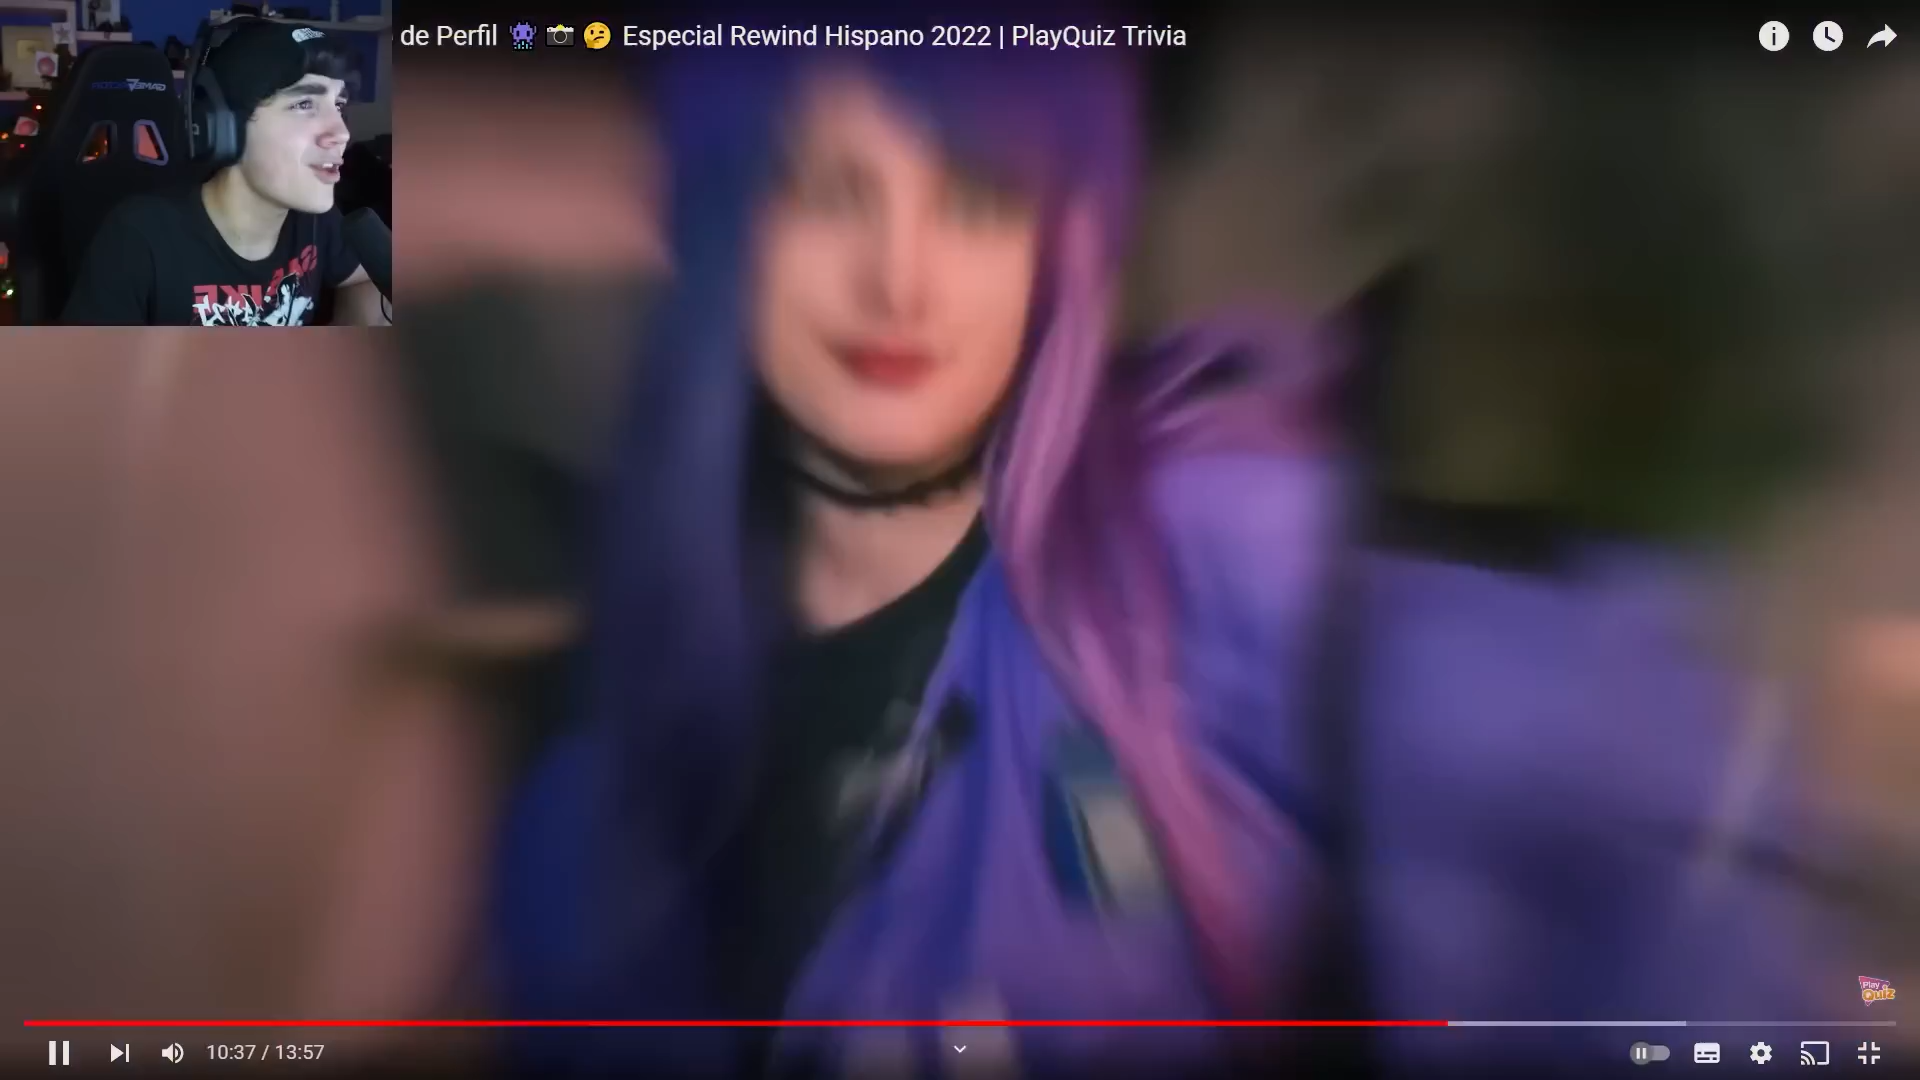 de Perfil 👾📷🤔 Especial Rewind Hispano 2022 | PlayQuiz Trivia
Play
Quiz
10:37 / 13:57